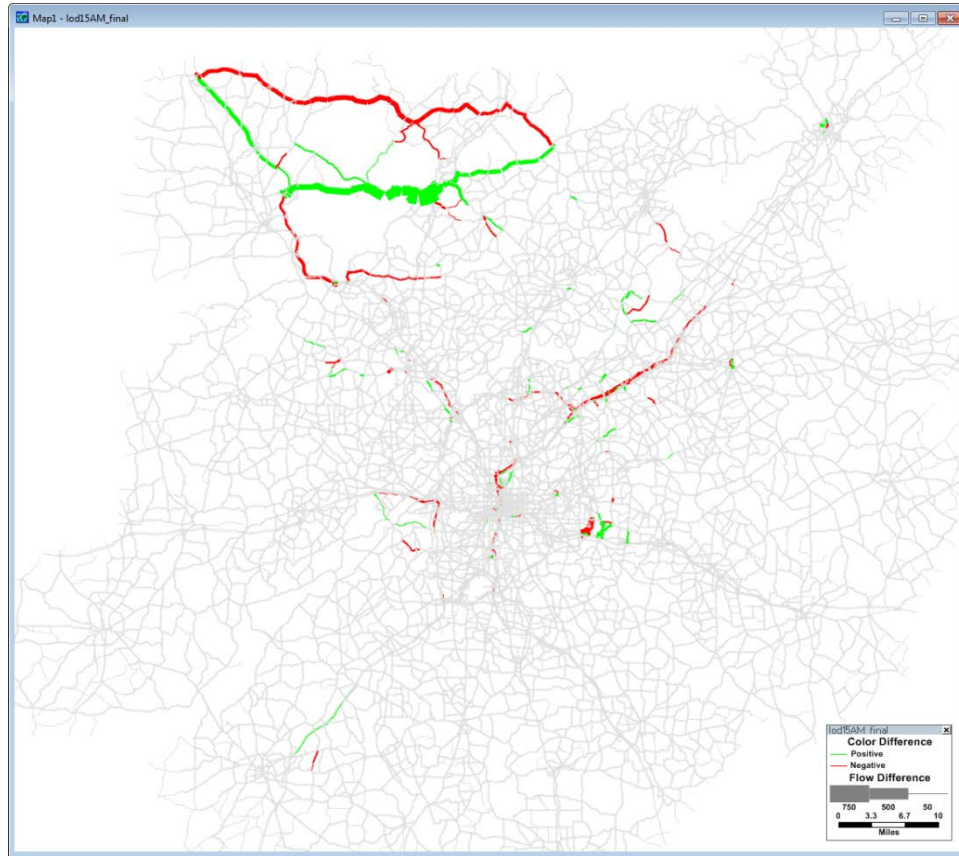 Map1 - lod15AM_final
lod15AM_final
Color Difference
Positive
Negative
Flow Difference
750 500 50
0 3.3 6.7 10
Miles